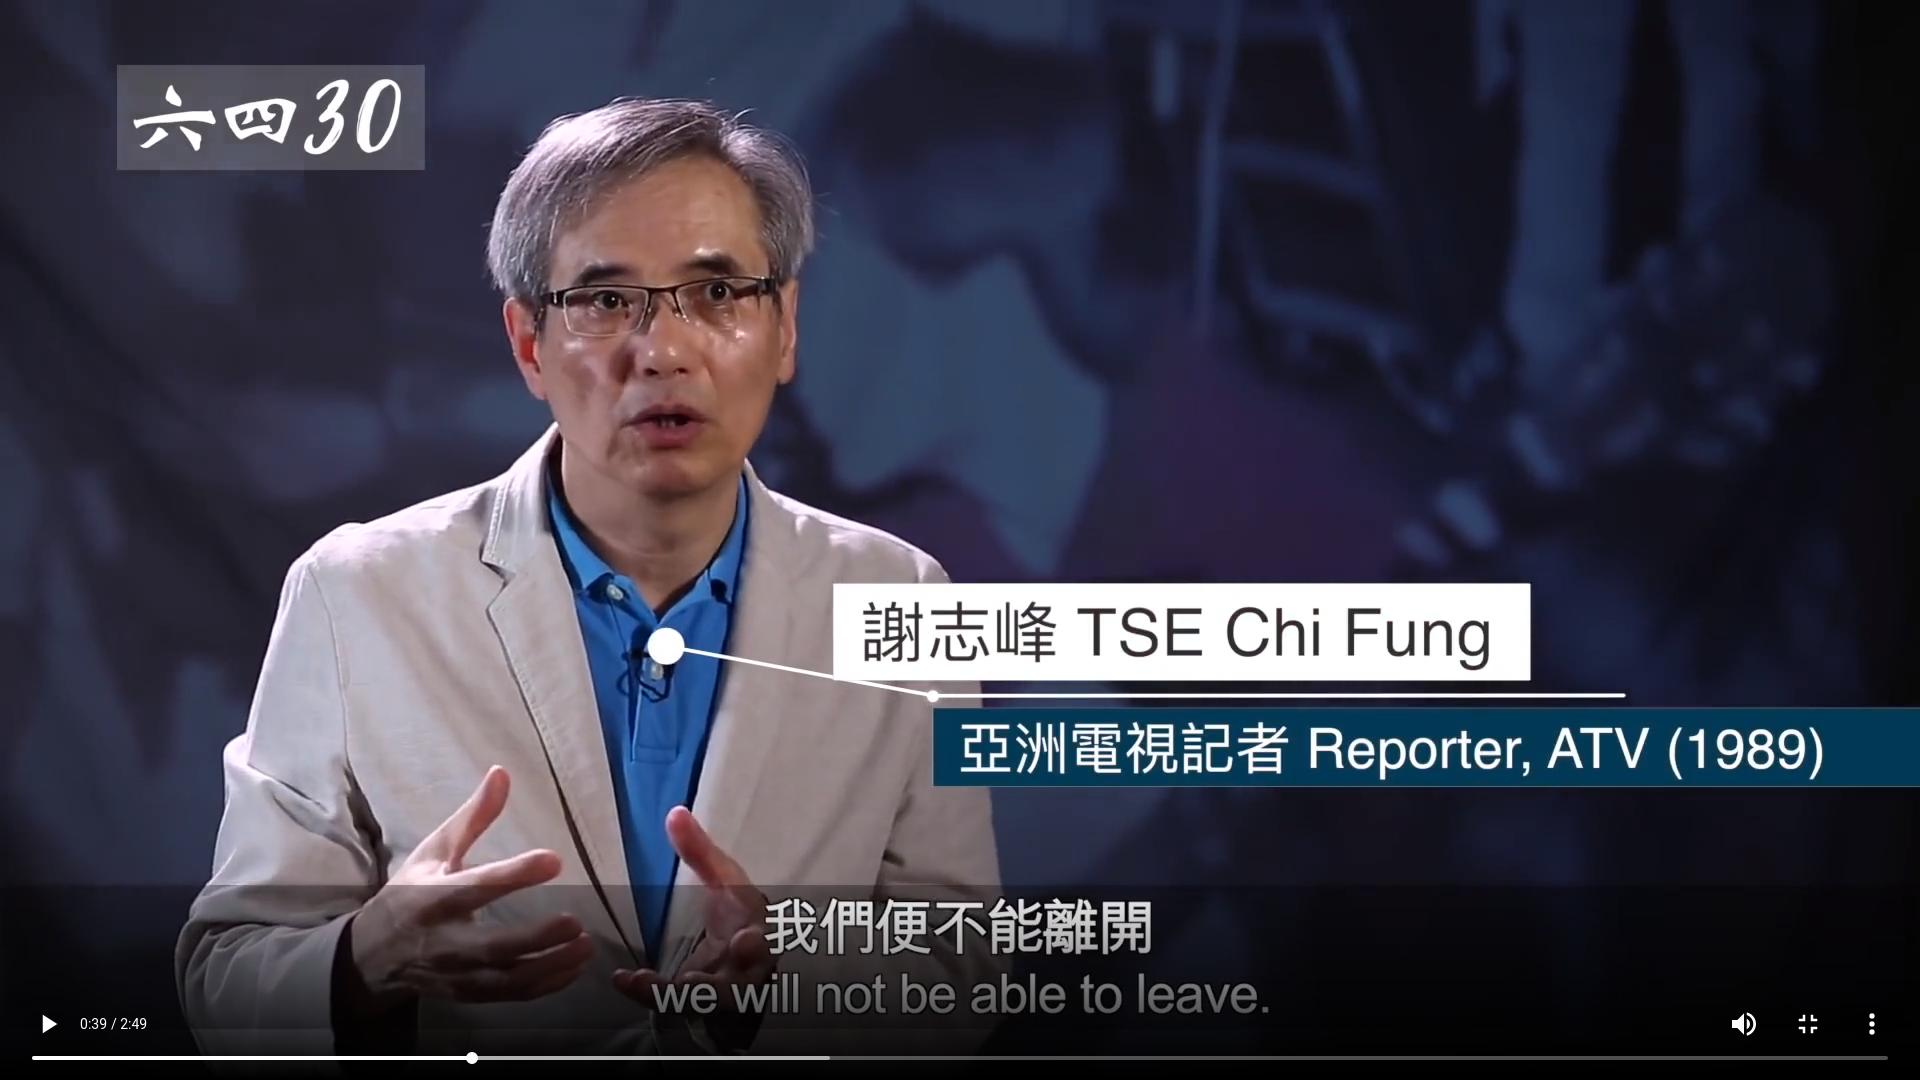 六四30
謝志峰 TSE Chi Fung
亞洲電視記者 Reporter, ATV (1989)
我們便不能離開
we will not be able to leave.
0:39 / 2:49